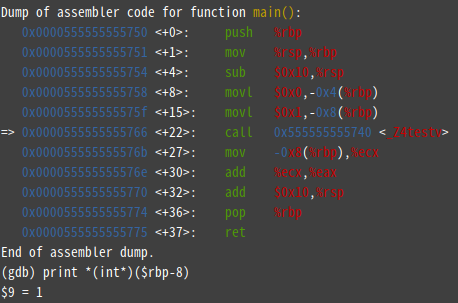 Dump of assembler code for function main():
0x0000555555555750 <+0>: push %rbp
0x0000555555555751 <+1>: mov %rsp,%rbp
0x0000555555555754 <+4>: sub $0x10,%rsp
0x0000555555555758 <+8>: movl $0x0,-0x4(%rbp)
0x000055555555575f <+15>: movl $0x1,-0x8(%rbp)
=> 0x0000555555555766 <+22>: call 0x555555555740 <_Z4testv>
0x000055555555576b <+27>: mov -0x8(%rbp),%ecx
0x000055555555576e <+30>: add %ecx,%eax
0x0000555555555770 <+32>: add $0x10,%rsp
0x0000555555555774 <+36>: pop %rbp
0x0000555555555775 <+37>: ret
End of assembler dump.
(gdb) print *(int*)($rbp-8)
$9 = 1